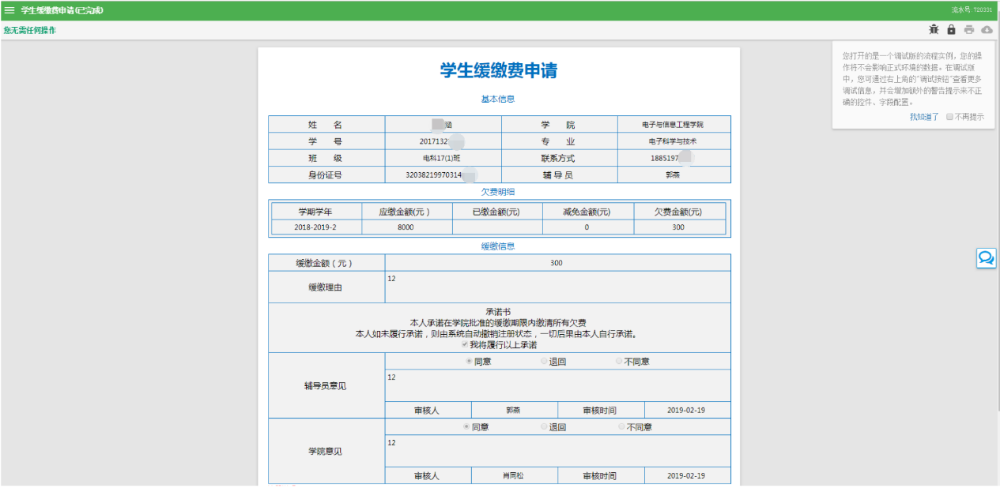 学生缓缴费申请(已完成)
流水号: 720331
您无需任何操作
您打开的是一个调试版的流程实例，您的操
作将不会影响正式环境的数据。在调试版
中，您可通过右上角的“调试按钮”查看更多
调试信息，并会增加额外的警告提示来不正
确的控件、字段配置。
我知道了 不再提示
学生缓缴费申请
基本信息
姓 名 涵 学 院 电子与信息工程学院
学 号 2017132 专 业 电子科学与技术
班 级 电科17(1)班 联系方式 1885197
身份证号 32038219970314 辅 导 员 郭燕
欠费明细
学期学年 应缴金额(元 ) 已缴金额(元) 减免金额(元) 欠费金额(元)
2018-2019-2 8000 0 300
缓缴信息
缓缴金额 ( 元 ) 300
缓缴理由 12
承诺书
本人承诺在学院批准的缓缴期限内缴清所有欠费
本人如未履行承诺，则由系统自动撤销注册状态，一切后果由本人自行承诺。
我将履行以上承诺
辅导员意见 同意 退回 不同意
12
审核人 郭燕 审核时间 2019-02-19
学院意见 同意 退回 不同意
12
审核人 肖同松 审核时间 2019-02-19